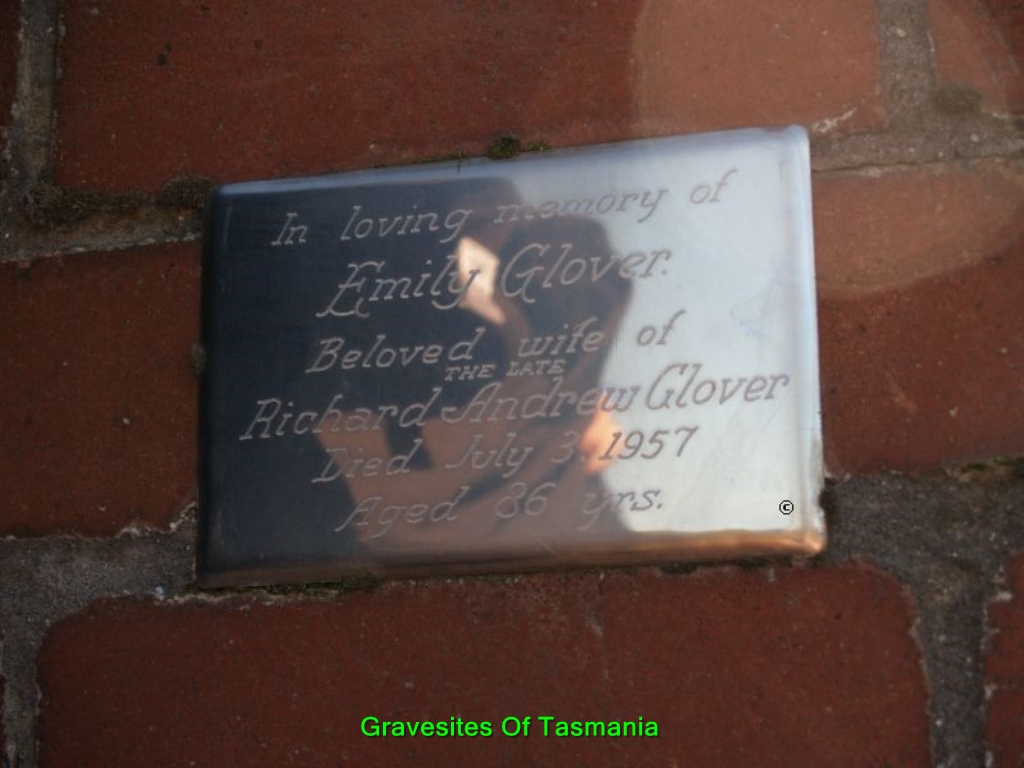 In loving memory of
Emily Glover.
Beloved wife of
THE LATE
Richard Andrew Glover
Died July 3 1957
Aged 86 yrs.
©
Gravesites Of Tasmania